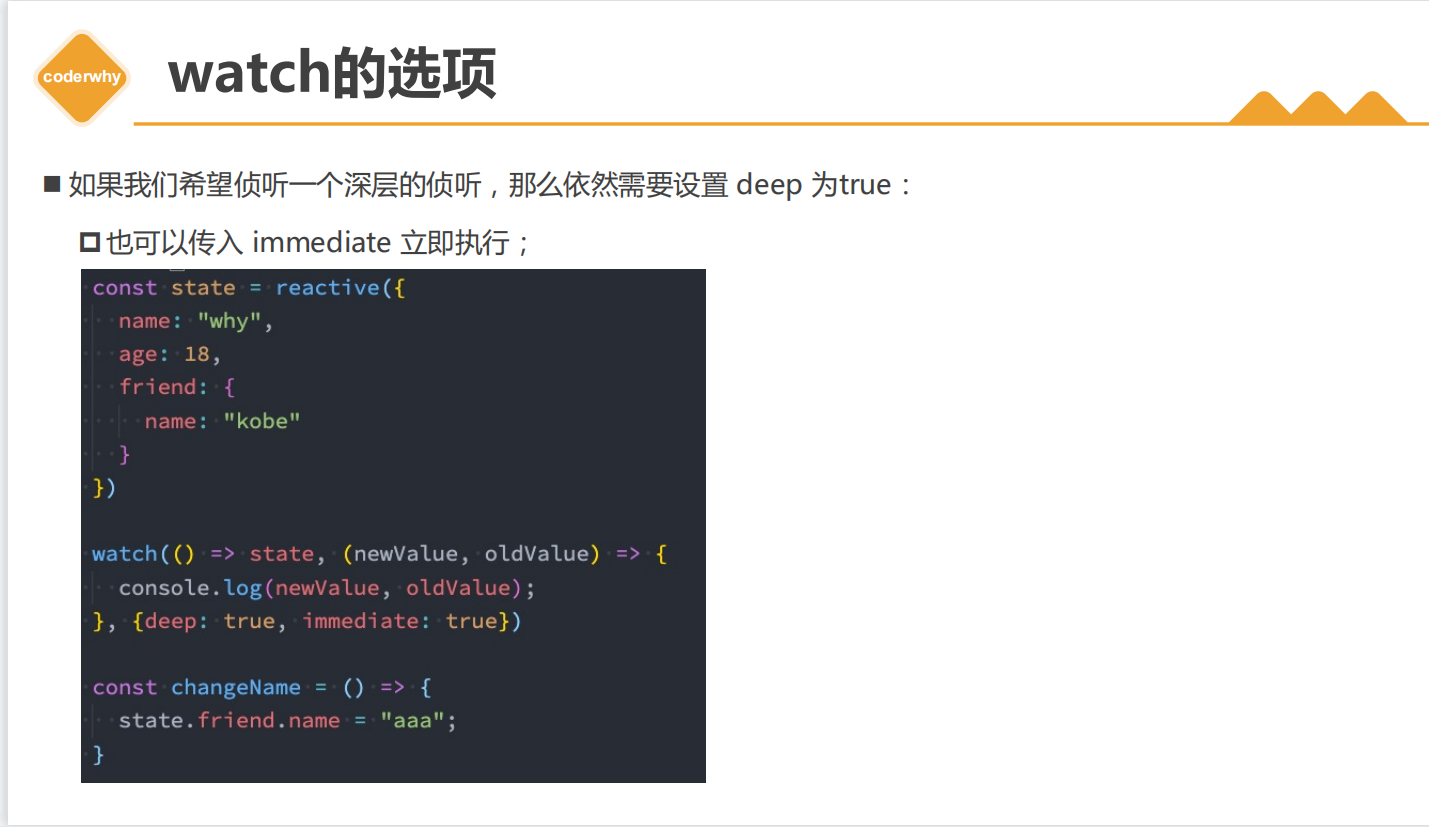 coderwhy
watch的选项
如果我们希望侦听一个深层的侦听，那么依然需要设置 deep 为true：
也可以传入 immediate 立即执行；
const state = reactive({
  name: "why",
  age: 18,
  friend: {
    name: "kobe"
  }
})
watch(() => state, (newValue, oldValue) => {
  console.log(newValue, oldValue);
}, {deep: true, immediate: true})
const changeName = () => {
  state.friend.name = "aaa";
}